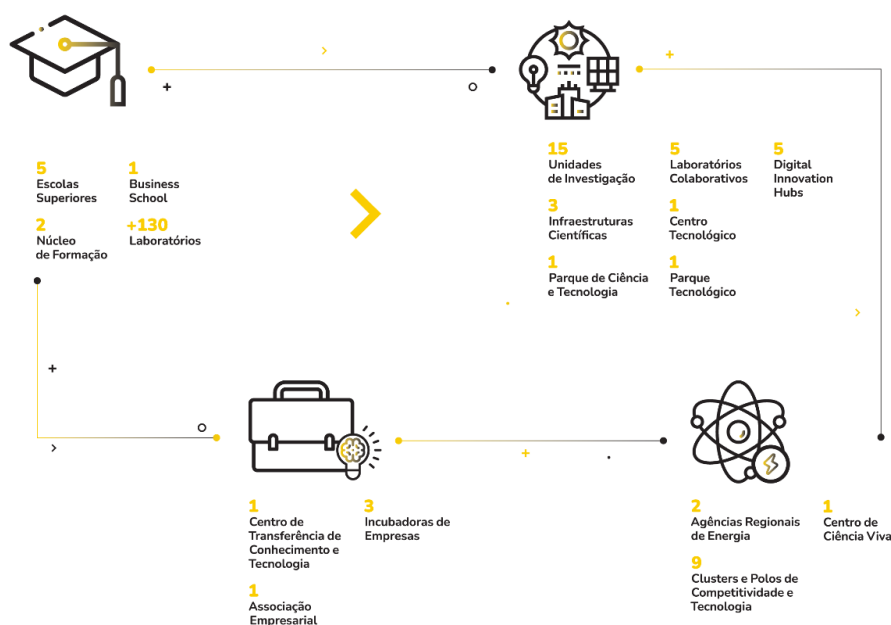 5
Escolas
Superiores
1
Business
School
2
Núcleo
de Formação
+130
Laboratórios
15
Unidades
de Investigação
5
Laboratórios
Colaborativos
5
Digital
Innovation
Hubs
3
Infraestruturas
Científicas
1
Centro
Tecnológico
1
Parque de Ciência
e Tecnologia
1
Parque
Tecnológico
1
Centro de
Transferência de
Conhecimento e
Tecnologia
3
Incubadoras de
Empresas
1
Associação
Empresarial
2
Agências Regionais
de Energia
1
Centro de
Ciência Viva
9
Clusters e Polos de
Competitividade e
Tecnologia